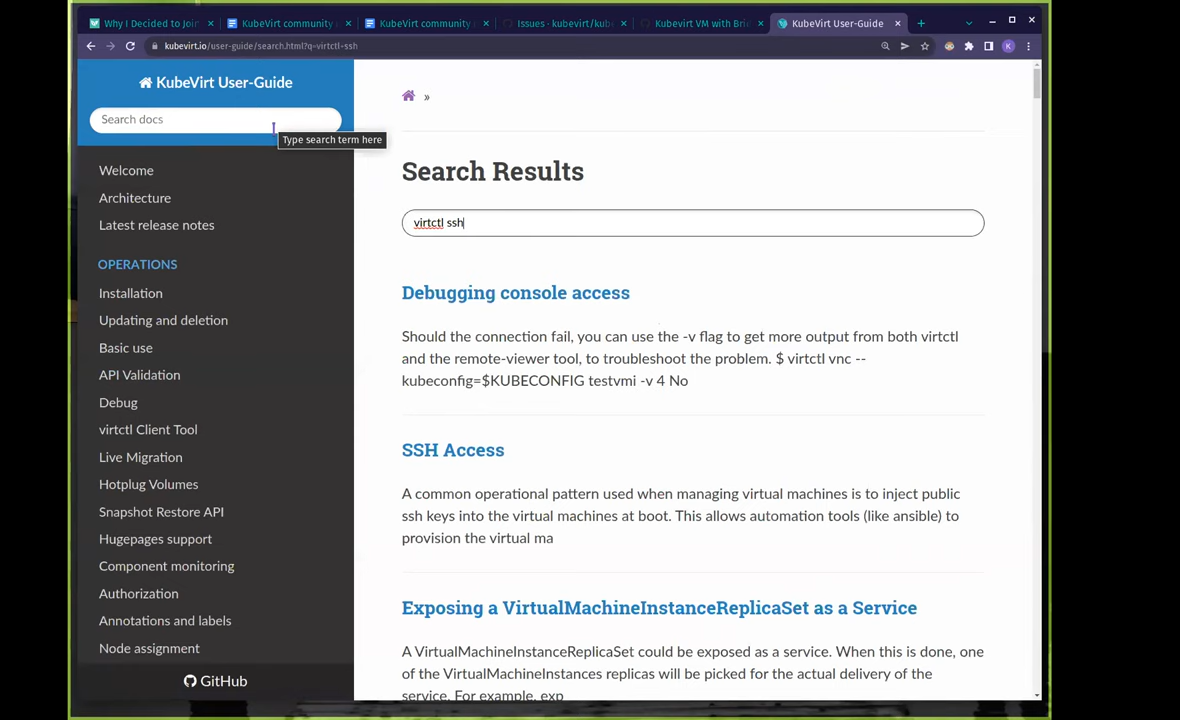 Why I Decided to Join
KubeVirt community
KubeVirt community
Issues · kubevirt/kub
Kubevirt VM with Bri
KubeVirt User-Guide
kubevirt.io/user-guide/search.html?q=virtctl+ssh
K
KubeVirt User-Guide
Search docs
Type search term here
Welcome
Architecture
Latest release notes
OPERATIONS
Installation
Updating and deletion
Basic use
API Validation
Debug
virtctl Client Tool
Live Migration
Hotplug Volumes
Snapshot Restore API
Hugepages support
Component monitoring
Authorization
Annotations and labels
Node assignment
GitHub
»
Search Results
virtctl ssh
Debugging console access
Should the connection fail, you can use the -v flag to get more output from both virtctl
and the remote-viewer tool, to troubleshoot the problem. $ virtctl vnc --
kubeconfig=$KUBECONFIG testvmi -v 4 No
SSH Access
A common operational pattern used when managing virtual machines is to inject public
ssh keys into the virtual machines at boot. This allows automation tools (like ansible) to
provision the virtual ma
Exposing a VirtualMachineInstanceReplicaSet as a Service
A VirtualMachineInstanceReplicaSet could be exposed as a service. When this is done, one
of the VirtualMachineInstances replicas will be picked for the actual delivery of the
service. For example, exp